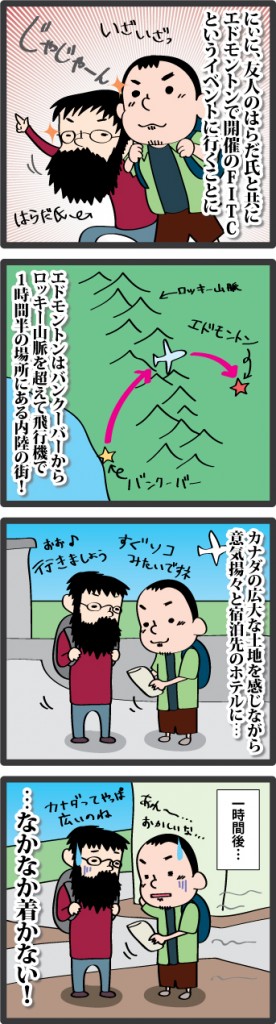 にぃに、友人のはらだ氏と共に
エドモントンで開催のFITC
というイベントに行くことに
いざいざっ
じゃじゃーん
はらだ氏
エドモントンはバンクーバーから
ロッキー山脈を超えて飛行機で
1時間半の場所にある内陸の街!
ロッキー山脈
エドモントン
バンクーバー
カナダの広大な土地を感じながら
意気揚々と宿泊先のホテルに…
すぐソコ
みたいですネ
おぉ♪
行きましょう
一時間後…
あれ〜…
おかしいな…
カナダってやっぱ
広いのね
…なかなか着かない!